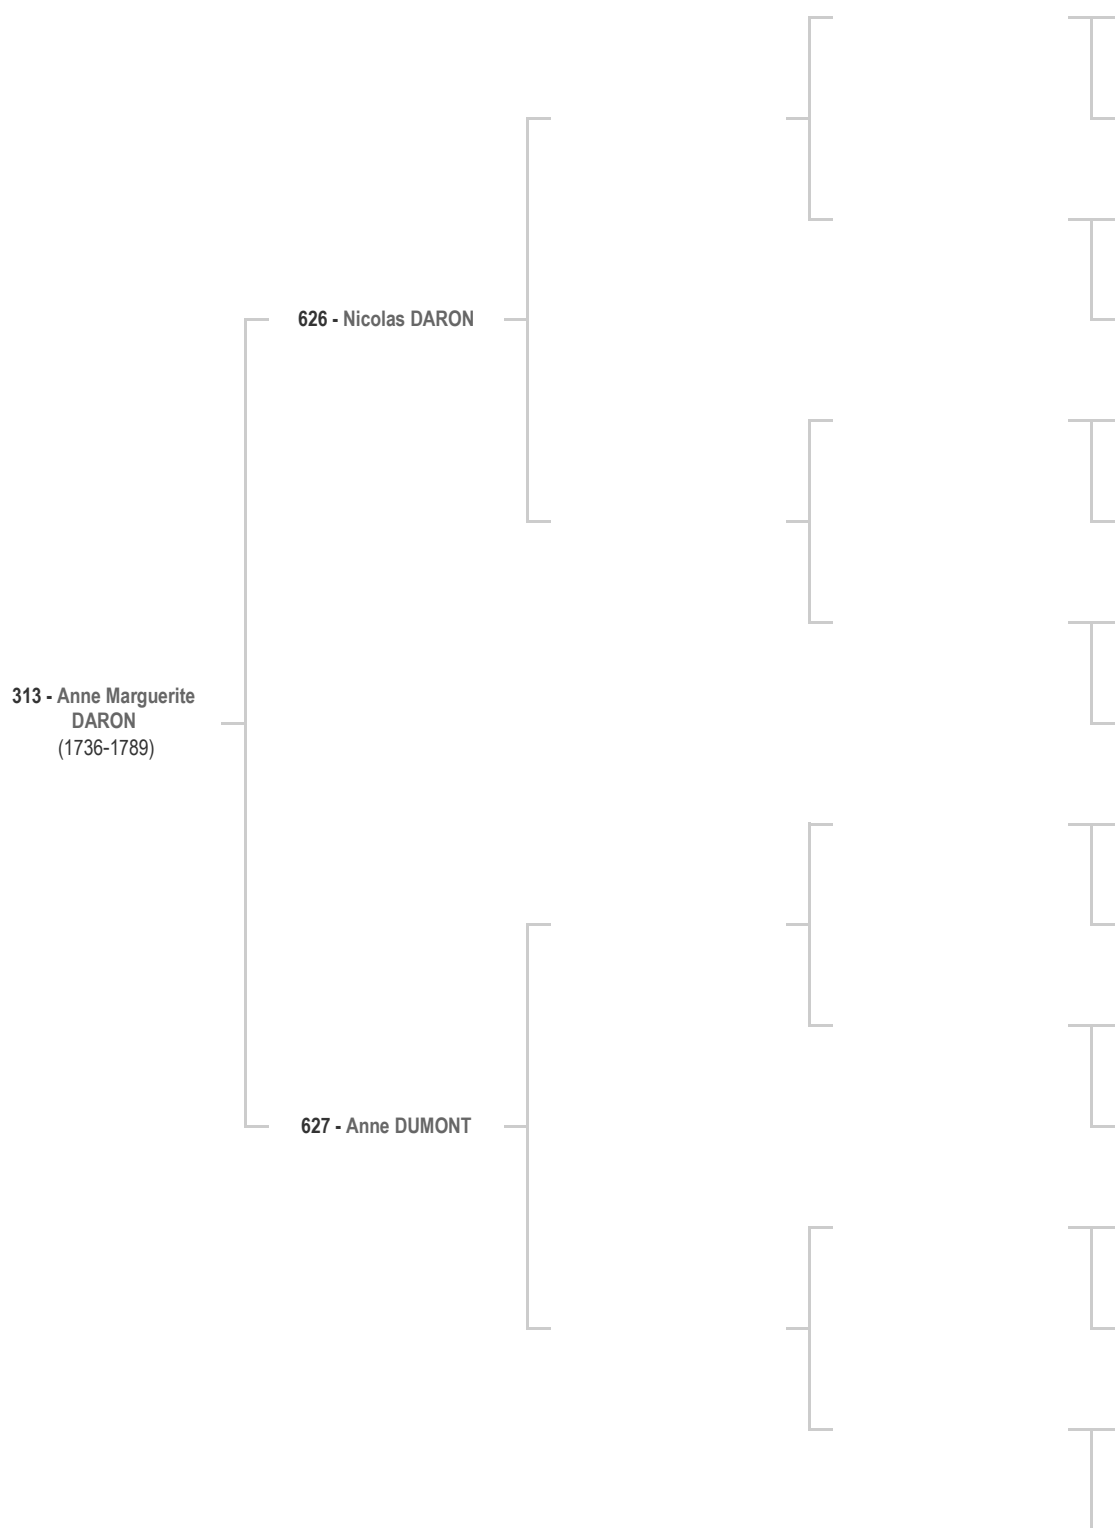 626 - Nicolas DARON
313 - Anne Marguerite
DARON
(1736-1789)
627 - Anne DUMONT